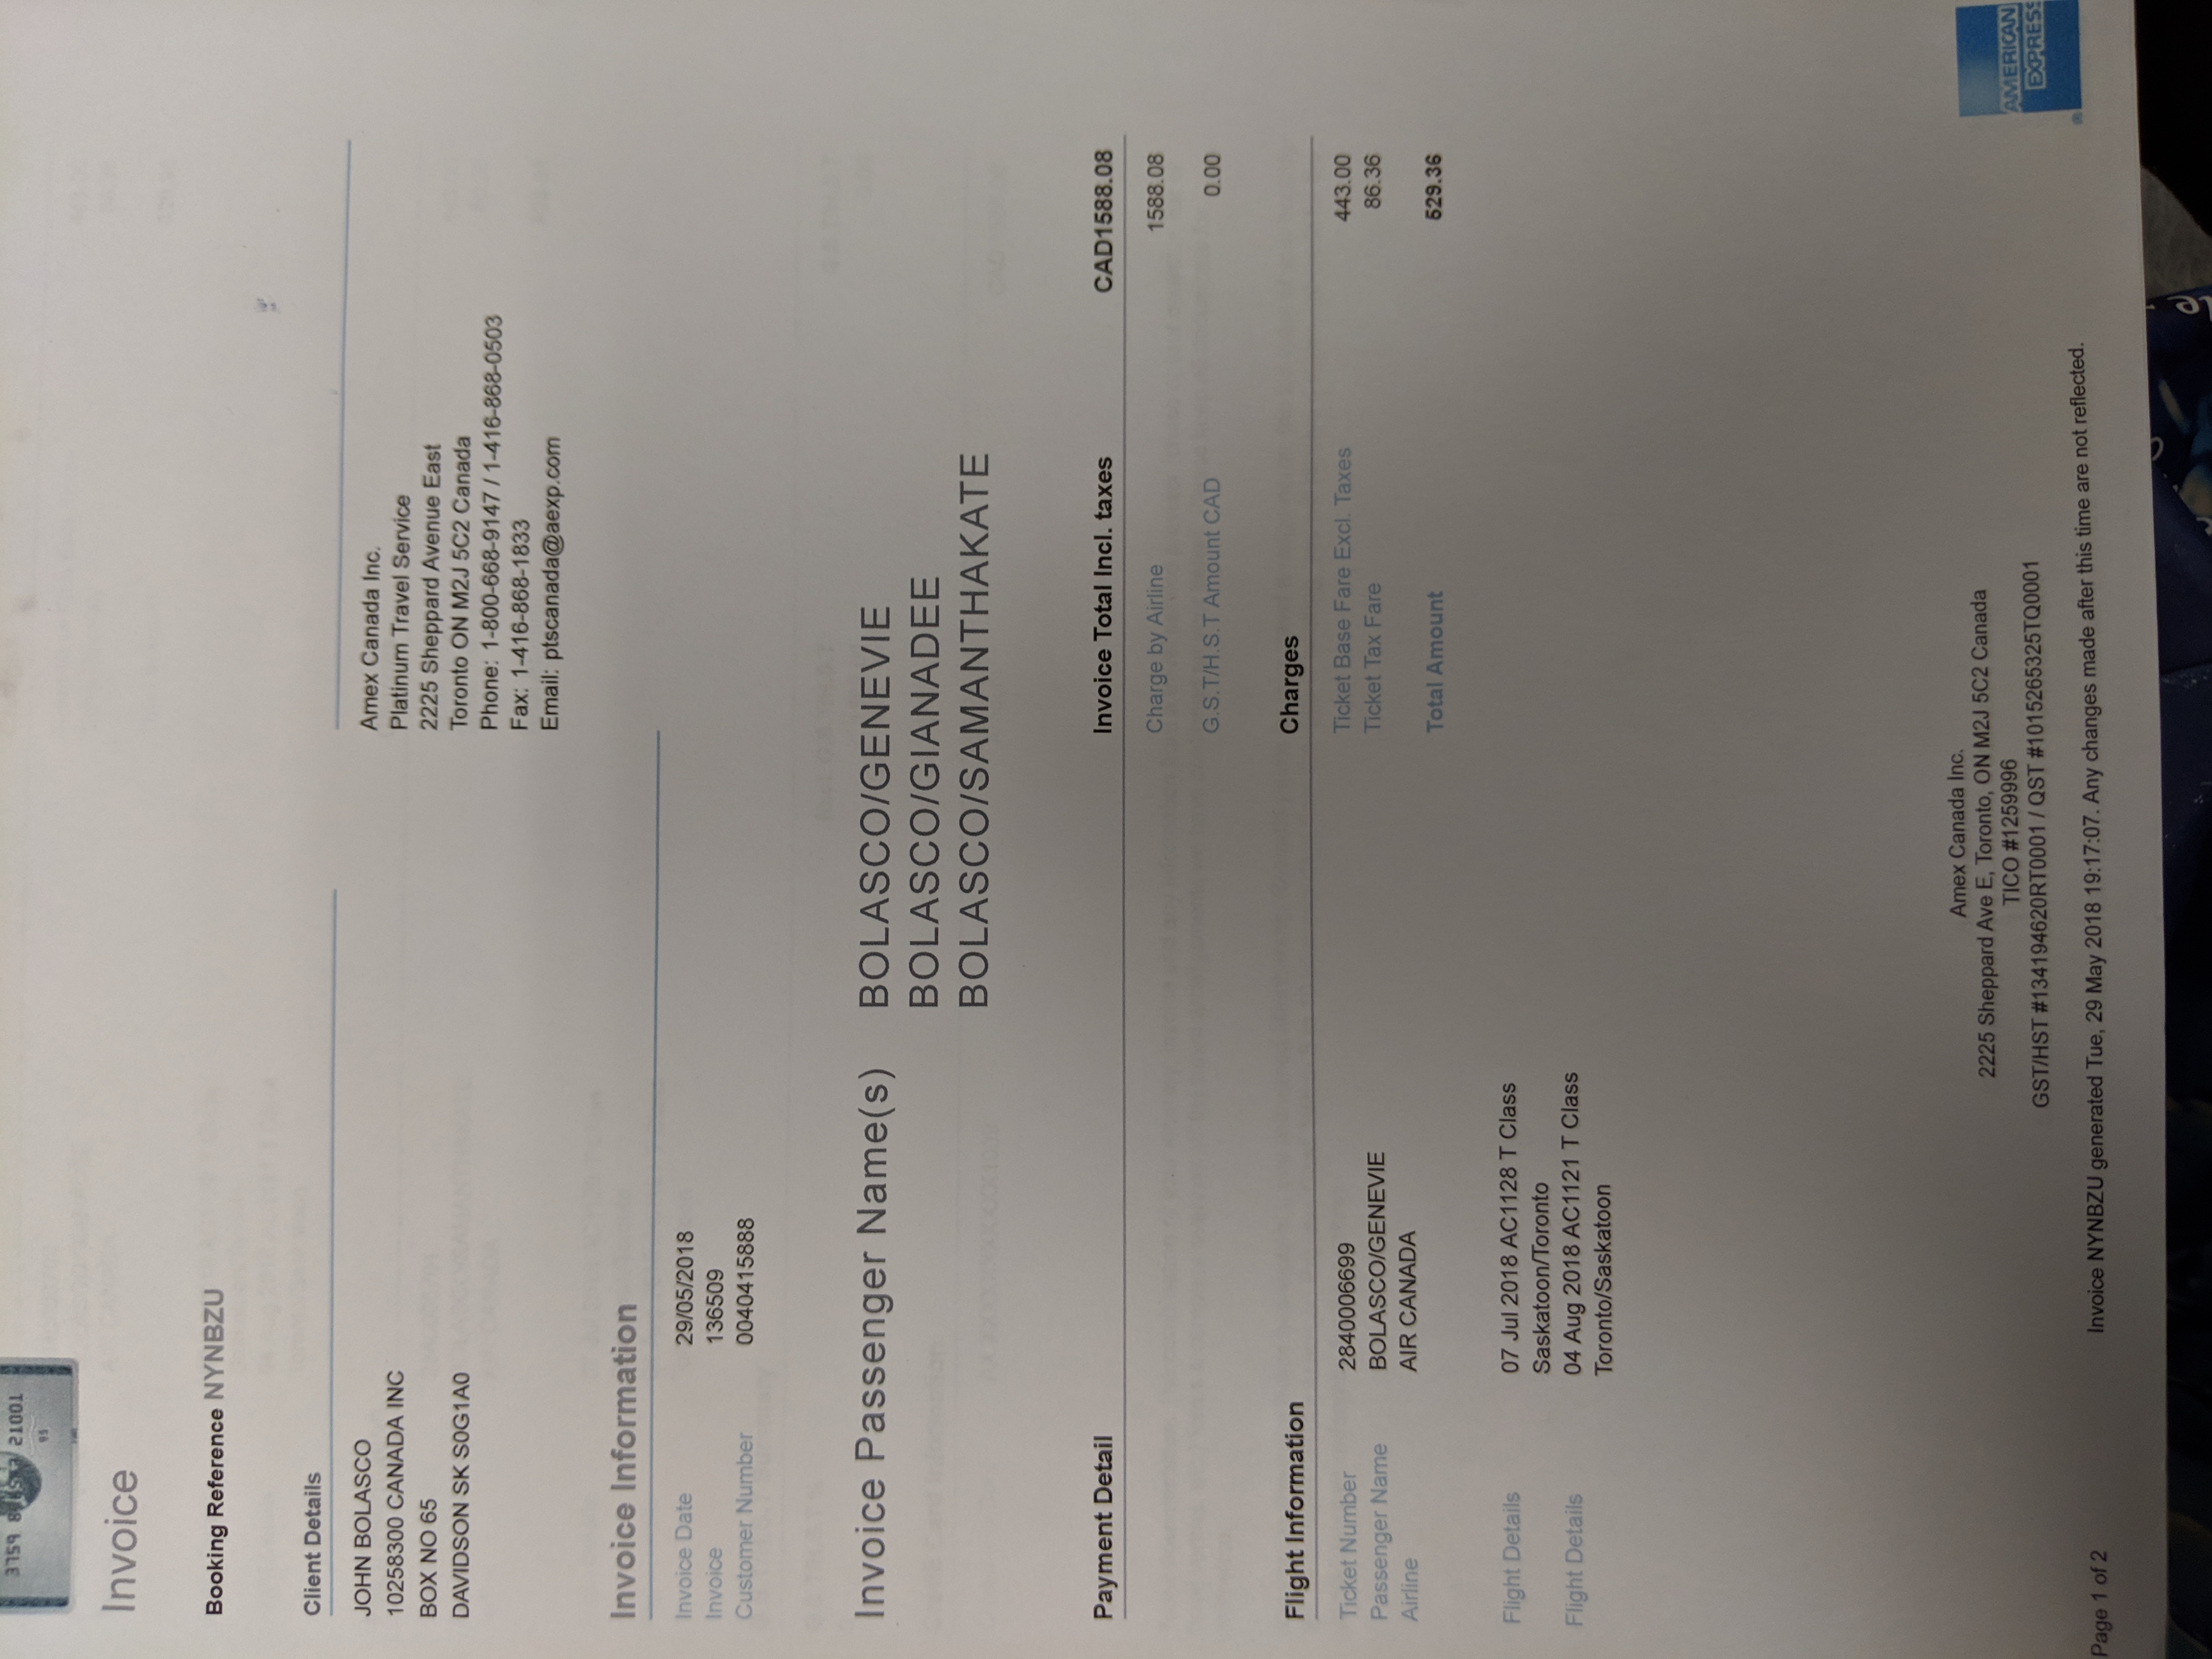 3759 21001
95
Invoice
Booking Reference NYNBZU
Client Details
JOHN BOLASCO
10258300 CANADA INC
BOX NO 65
DAVIDSON SK S0G1A0
Amex Canada Inc.
Platinum Travel Service
2225 Sheppard Avenue East
Toronto ON M2J 5C2 Canada
Phone: 1-800-668-9147 / 1-416-868-0503
Fax: 1-416-868-1833
Email: ptscanada@aexp.com
Invoice Information
Invoice Date 29/05/2018
Invoice 136509
Customer Number 0040415888
Invoice Passenger Name(s) BOLASCO/GENEVIE
BOLASCO/GIANADEE
BOLASCO/SAMANTHAKATE
Payment Detail Invoice Total Incl. taxes CAD1588.08
Charge by Airline 1588.08
G.S.T/H.S.T Amount CAD 0.00
Flight Information Charges
Ticket Number 2840006699 Ticket Base Fare Excl. Taxes 443.00
Passenger Name BOLASCO/GENEVIE Ticket Tax Fare 86.36
Airline AIR CANADA
Total Amount 529.36
Flight Details 07 Jul 2018 AC1128 T Class
Saskatoon/Toronto
Flight Details 04 Aug 2018 AC1121 T Class
Toronto/Saskatoon
Amex Canada Inc.
2225 Sheppard Ave E, Toronto, ON M2J 5C2 Canada
TICO #1259996
GST/HST #134194620RT0001 / QST #1015265325TQ0001
AMERICAN
EXPRESS
Page 1 of 2 Invoice NYNBZU generated Tue, 29 May 2018 19:17:07. Any changes made after this time are not reflected.